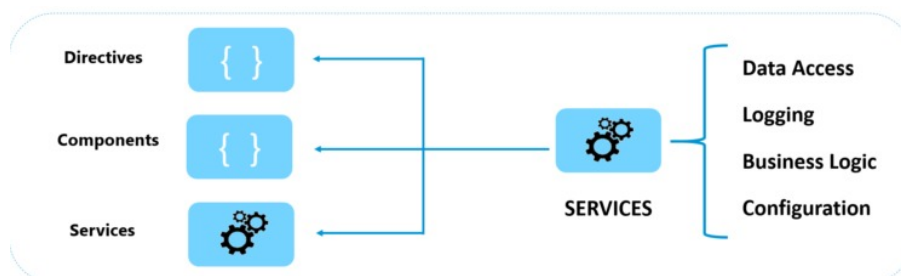 Directives
{ }
Components
{ }
Services
SERVICES
Data Access
Logging
Business Logic
Configuration